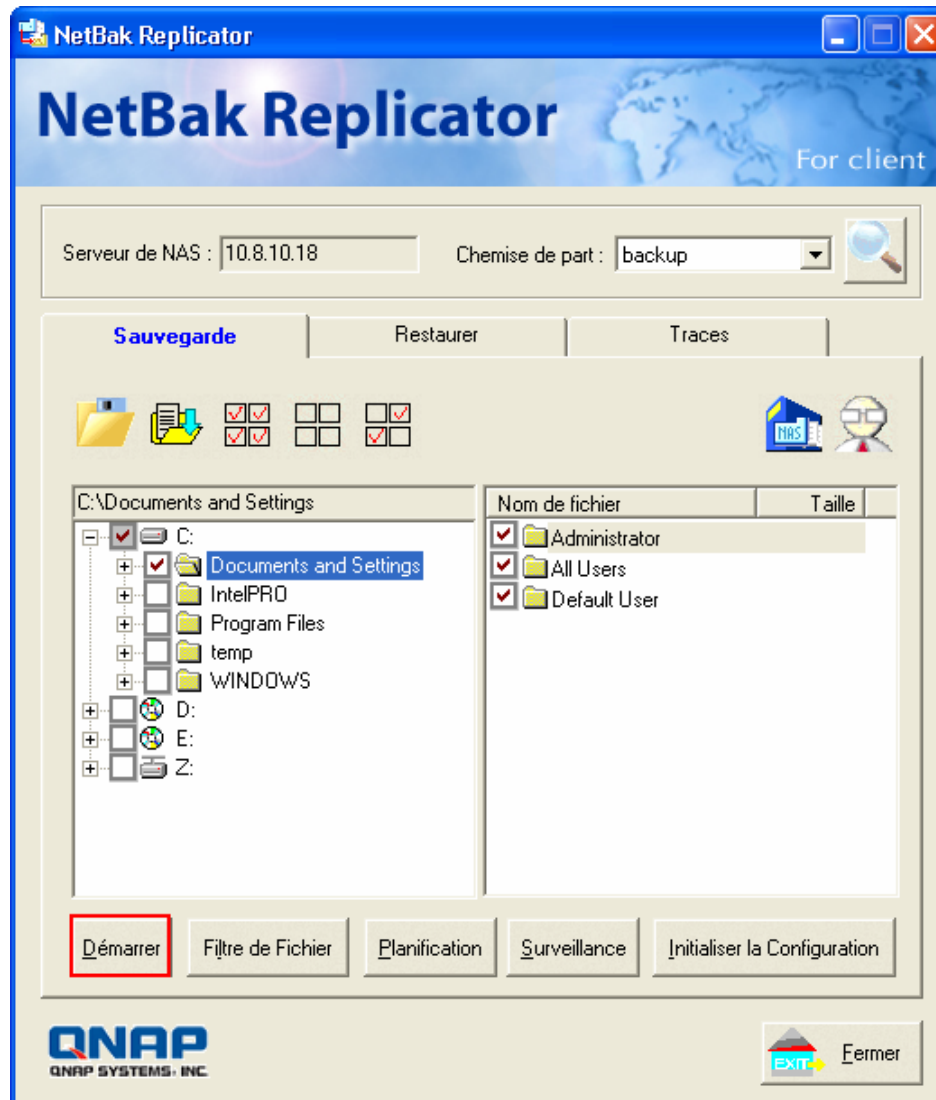 NetBak Replicator
NetBak Replicator
For client
Serveur de NAS : 10.8.10.18 Chemise de part : backup
Sauvegarde Restaurer Traces
NAS
C:\Documents and Settings Nom de fichier Taille
C:
Documents and Settings
IntelPRO
Program Files
temp
WINDOWS
D:
E:
Z:
Administrator
All Users
Default User
Démarrer Filtre de Fichier Planification Surveillance Initialiser la Configuration
QNAP
QNAP SYSTEMS, INC.
EXIT Fermer